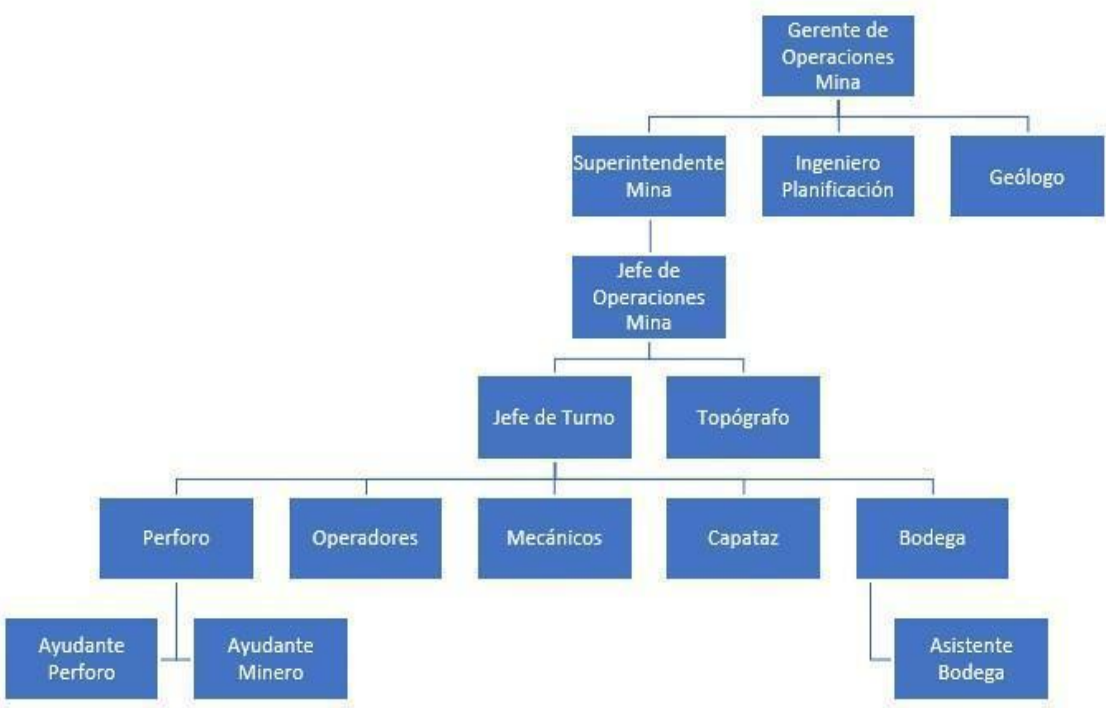 Gerente de
Operaciones
Mina
Superintendente
Mina
Ingeniero
Planificación
Geólogo
Jefe de
Operaciones
Mina
Jefe de Turno
Topógrafo
Perforo
Operadores
Mecánicos
Capataz
Bodega
Ayudante
Perforo
Ayudante
Minero
Asistente
Bodega